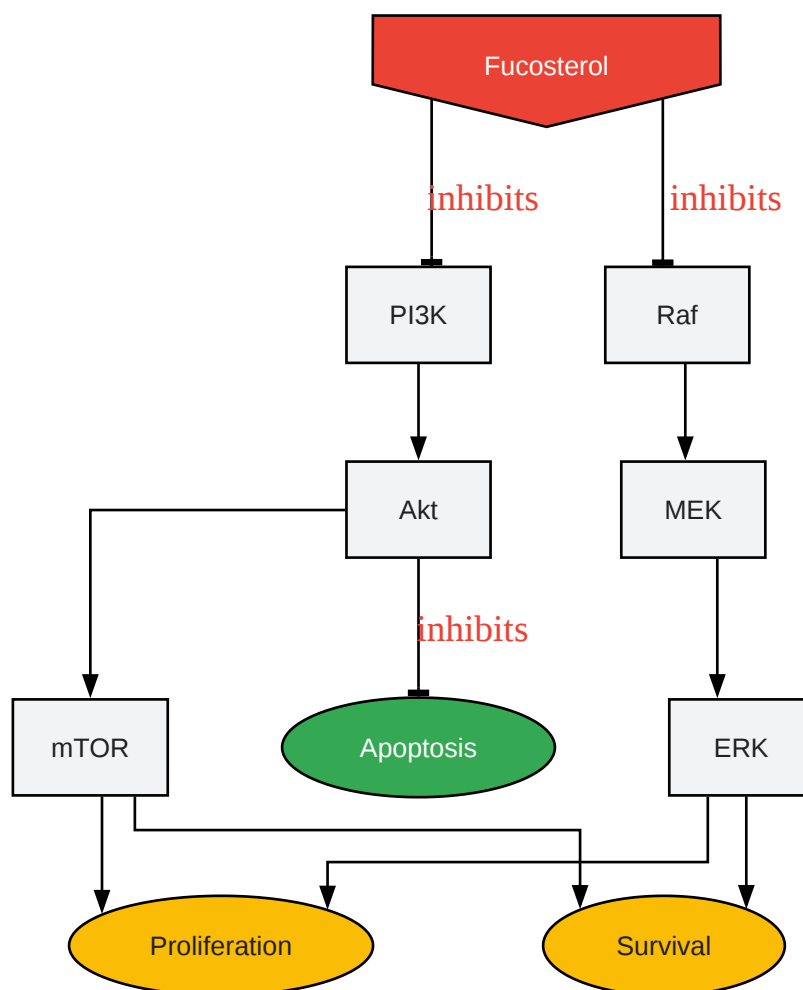 Fucosterol
inhibits
inhibits
PI3K
Raf
Akt
MEK
inhibits
mTOR
Apoptosis
ERK
Proliferation
Survival